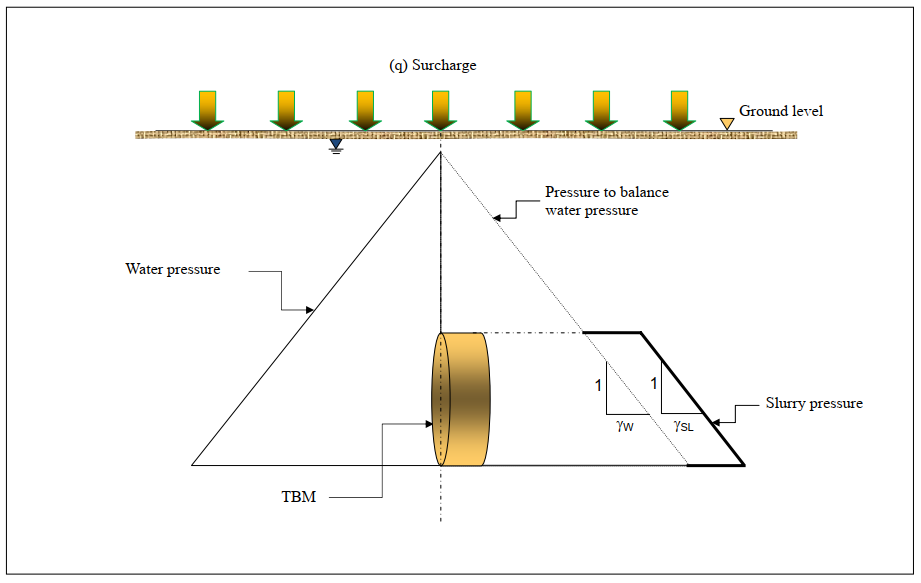 (q) Surcharge
Ground level
Pressure to balance
water pressure
Water pressure
1
1
γW
γSL
Slurry pressure
TBM